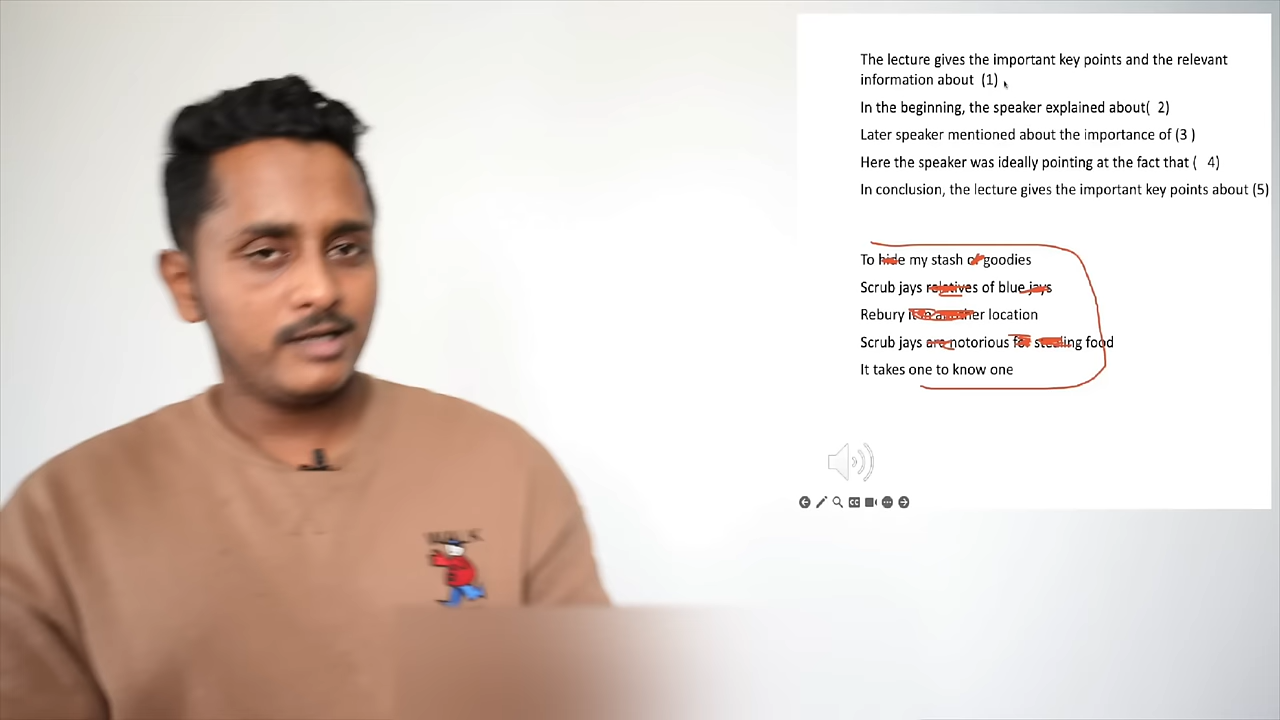 The lecture gives the important key points and the relevant
information about (1)
In the beginning, the speaker explained about( 2)
Later speaker mentioned about the importance of (3 )
Here the speaker was ideally pointing at the fact that ( 4)
In conclusion, the lecture gives the important key points about (5)
To hide my stash of goodies
Scrub jays relatives of blue jays
Rebury it in another location
Scrub jays are notorious for stealing food
It takes one to know one
CC